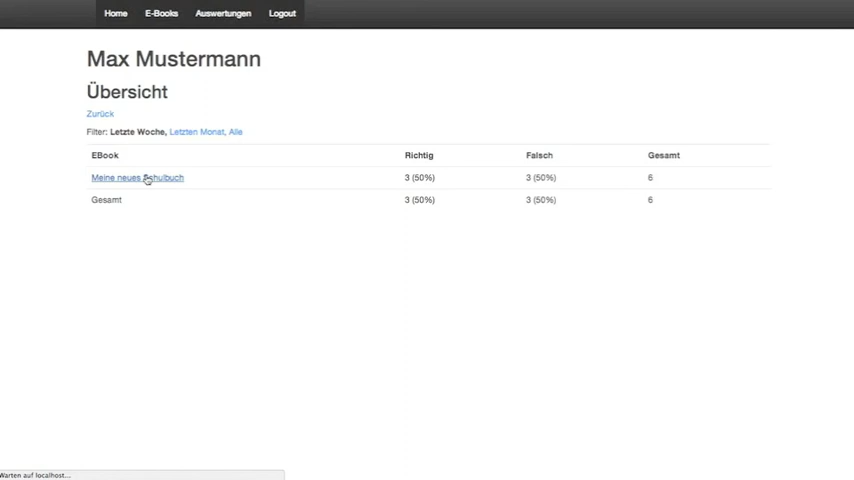 Home E-Books Auswertungen Logout
Max Mustermann
Übersicht
Zurück
Filter: Letzte Woche, Letzten Monat, Alle
EBook Richtig Falsch Gesamt
Meine neues Schulbuch 3 (50%) 3 (50%) 6
Gesamt 3 (50%) 3 (50%) 6
Warten auf localhost...